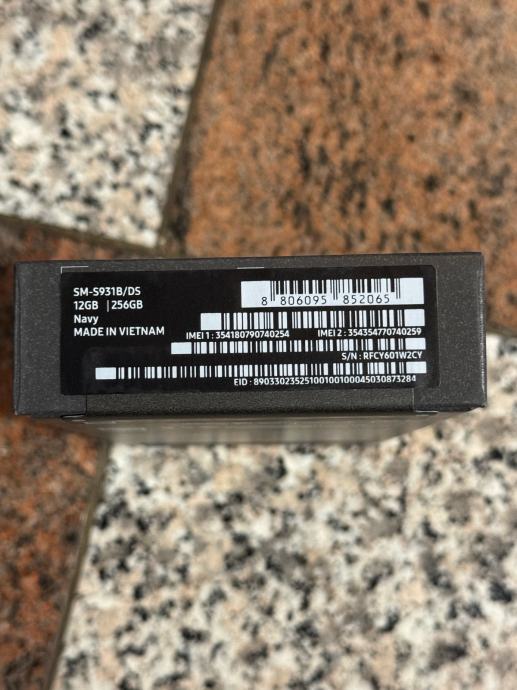 SM-S931B/DS
12GB | 256GB
Navy
MADE IN VIETNAM
8 806095 852065
IMEI 1 : 354180790740254 IMEI 2 : 354354770740259
S/N : RFCY601W2CY
EID : 89033023525100100100045030873284